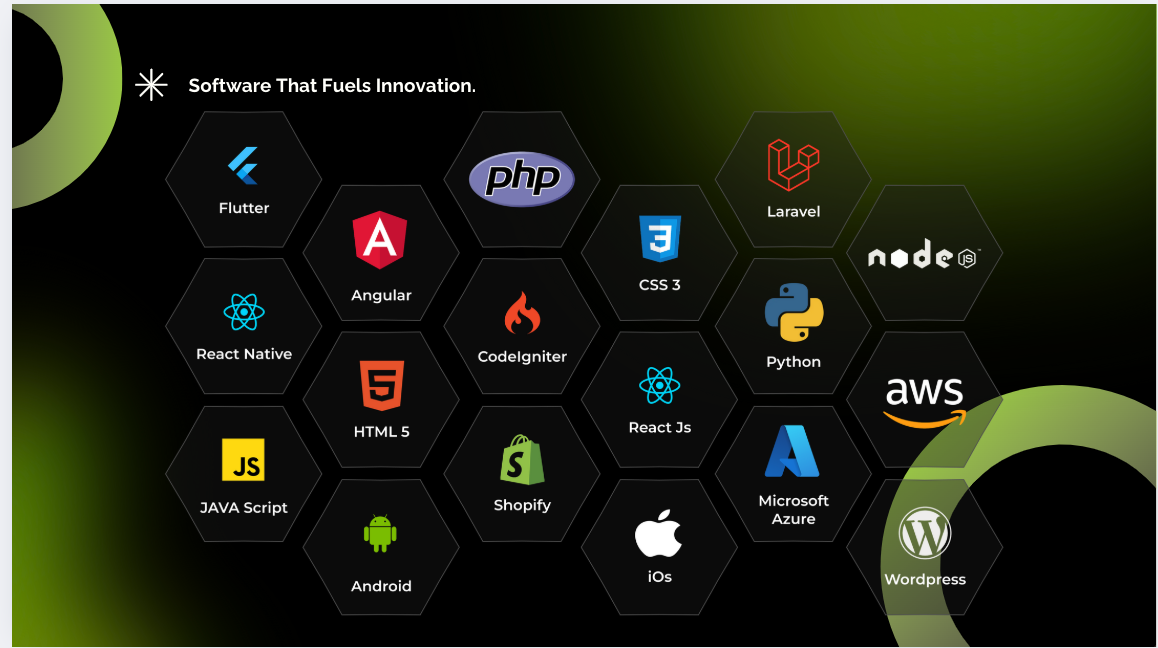 Software That Fuels Innovation.
Flutter
php
Laravel
Angular
CSS 3
node JS ™
React Native
CodeIgniter
Python
HTML 5
React Js
aws
JS
JAVA Script
Shopify
Microsoft
Azure
Android
iOs
Wordpress